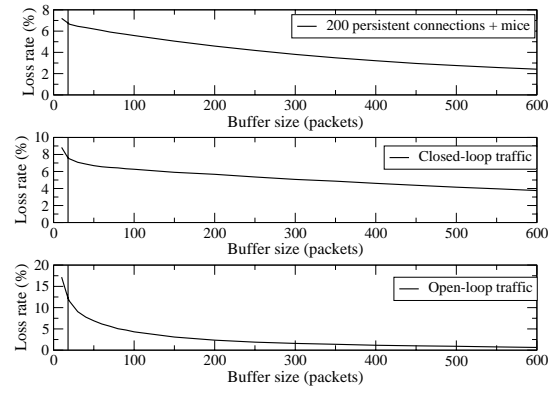 8
6
4
2
0
Loss rate (%)
200 persistent connections + mice
0 100 200 300 400 500 600
Buffer size (packets)
10
8
6
4
2
0
Loss rate (%)
Closed-loop traffic
0 100 200 300 400 500 600
Buffer size (packets)
20
15
10
5
0
Loss rate (%)
Open-loop traffic
0 100 200 300 400 500 600
Buffer size (packets)